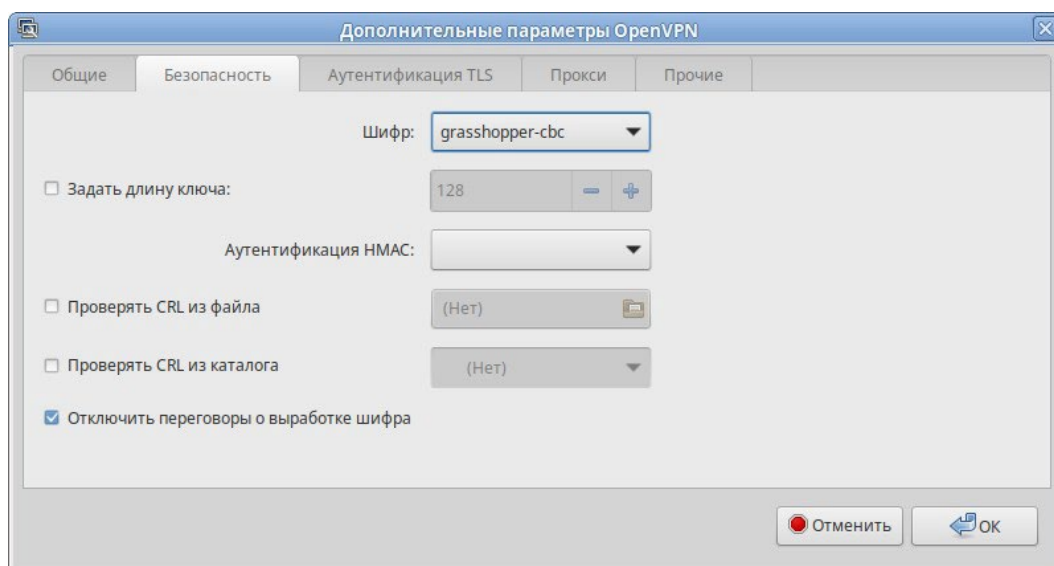 Дополнительные параметры OpenVPN
Общие Безопасность Аутентификация TLS Прокси Прочие
Шифр: grasshopper-cbc
Задать длину ключа: 128
Аутентификация HMAC:
Проверять CRL из файла (Нет)
Проверять CRL из каталога (Нет)
Отключить переговоры о выработке шифра
Отменить ОК